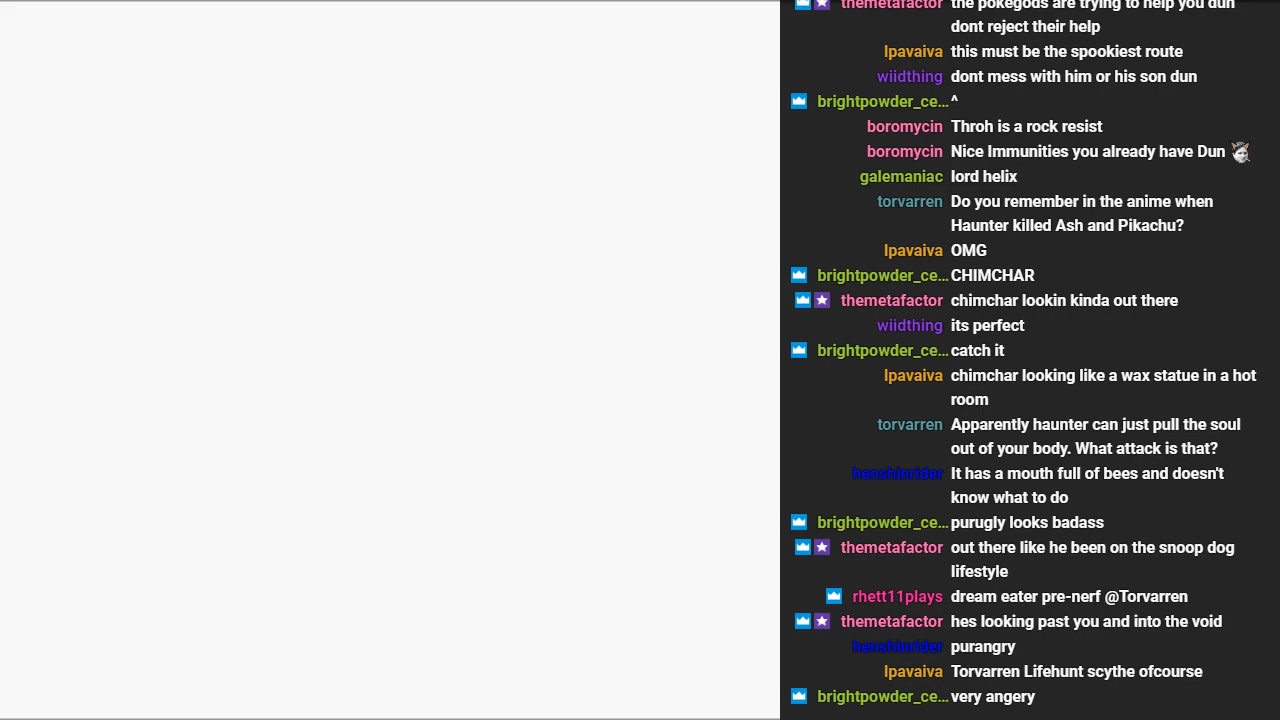 themetafactor the pokegods are trying to help you dun
dont reject their help
lpavaiva this must be the spookiest route
wiidthing dont mess with him or his son dun
brightpowder_ce... ^
boromycin Throh is a rock resist
boromycin Nice Immunities you already have Dun
galemaniac lord helix
torvarren Do you remember in the anime when
Haunter killed Ash and Pikachu?
lpavaiva OMG
brightpowder_ce... CHIMCHAR
themetafactor chimchar lookin kinda out there
wiidthing its perfect
brightpowder_ce... catch it
lpavaiva chimchar looking like a wax statue in a hot
room
torvarren Apparently haunter can just pull the soul
out of your body. What attack is that?
henshinrider It has a mouth full of bees and doesn't
know what to do
brightpowder_ce... purugly looks badass
themetafactor out there like he been on the snoop dog
lifestyle
rhett11plays dream eater pre-nerf @Torvarren
themetafactor hes looking past you and into the void
henshinrider purangry
lpavaiva Torvarren Lifehunt scythe ofcourse
brightpowder_ce... very angery